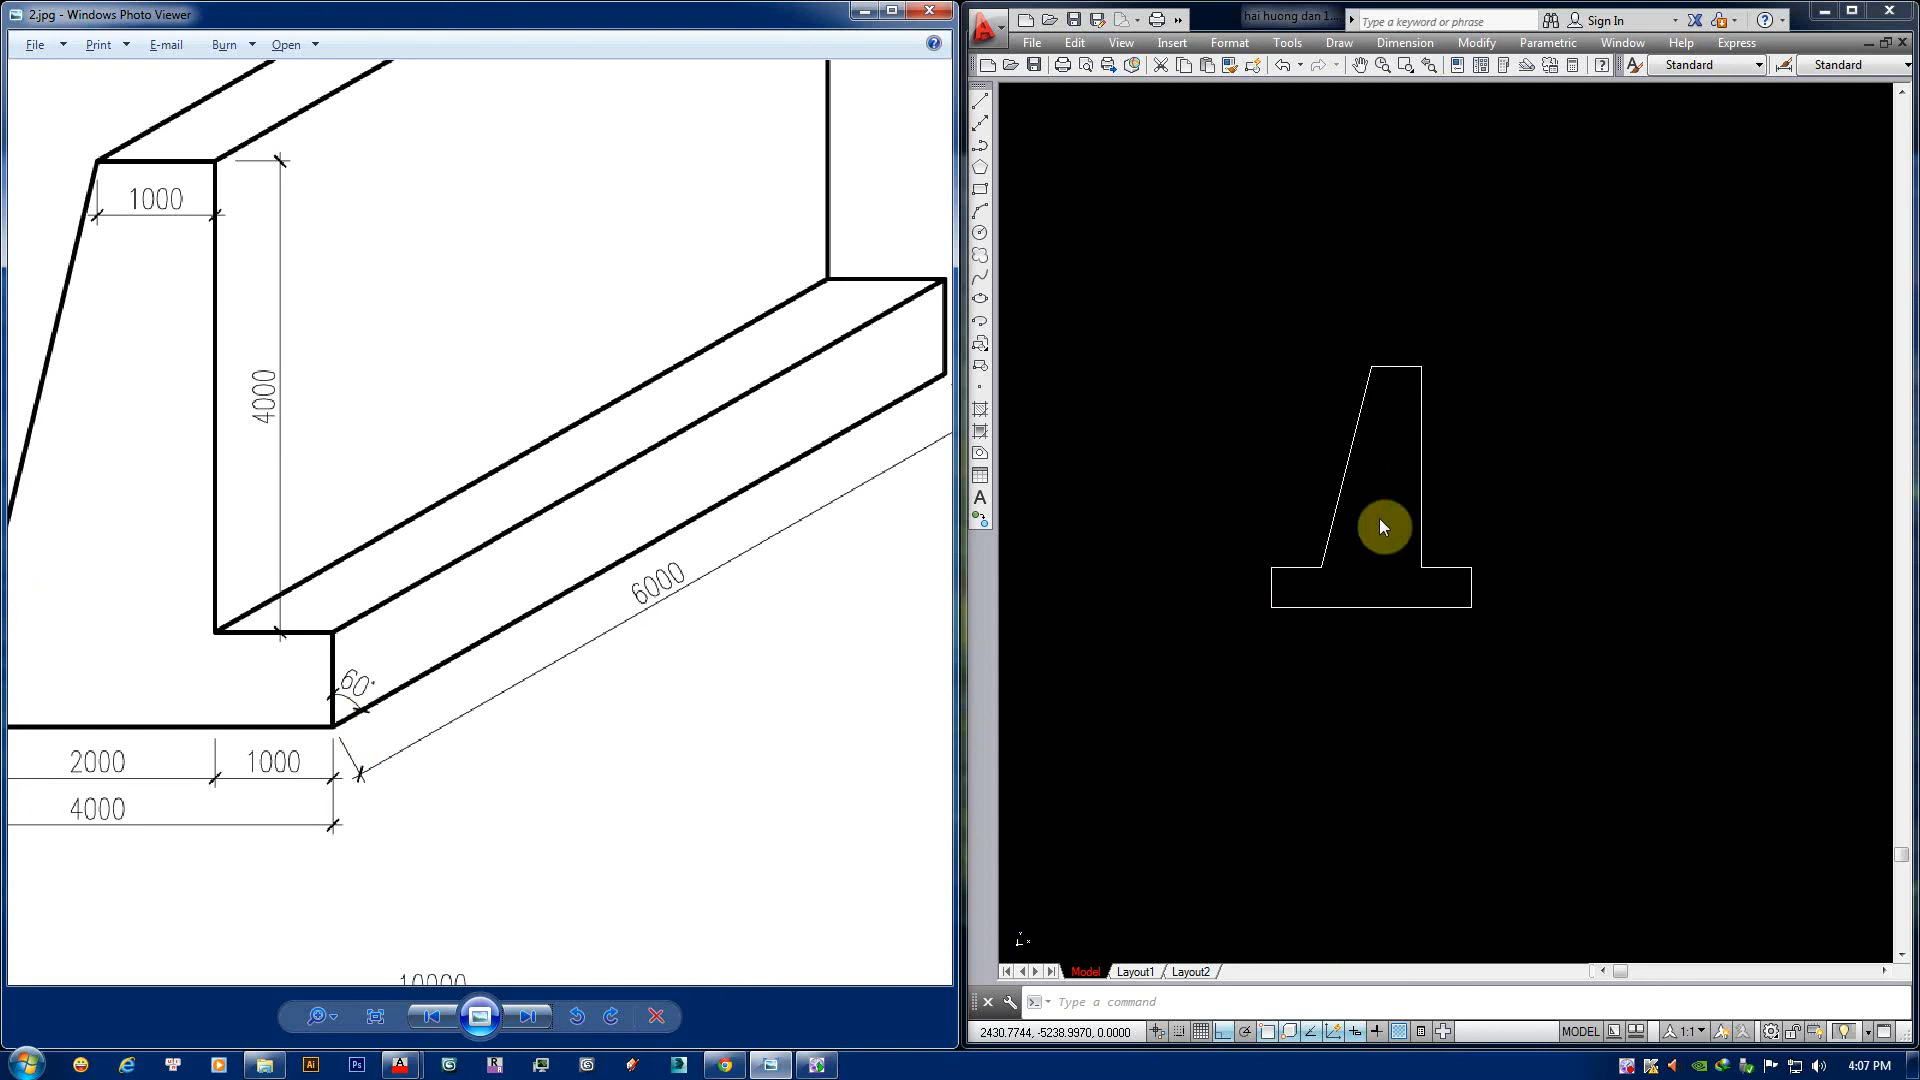 2.jpg - Windows Photo Viewer
File Print E-mail Burn Open
1000
4000
6000
60°
2000 1000
4000
10000
hai huong dan 1...
Type a keyword or phrase
Sign In
File Edit View Insert Format Tools Draw Dimension Modify Parametric Window Help Express
Standard Standard
A
Model Layout1 Layout2
Type a command
2430.7744, -5238.9970, 0.0000
MODEL
1:1
Ai
Ps
4:07 PM